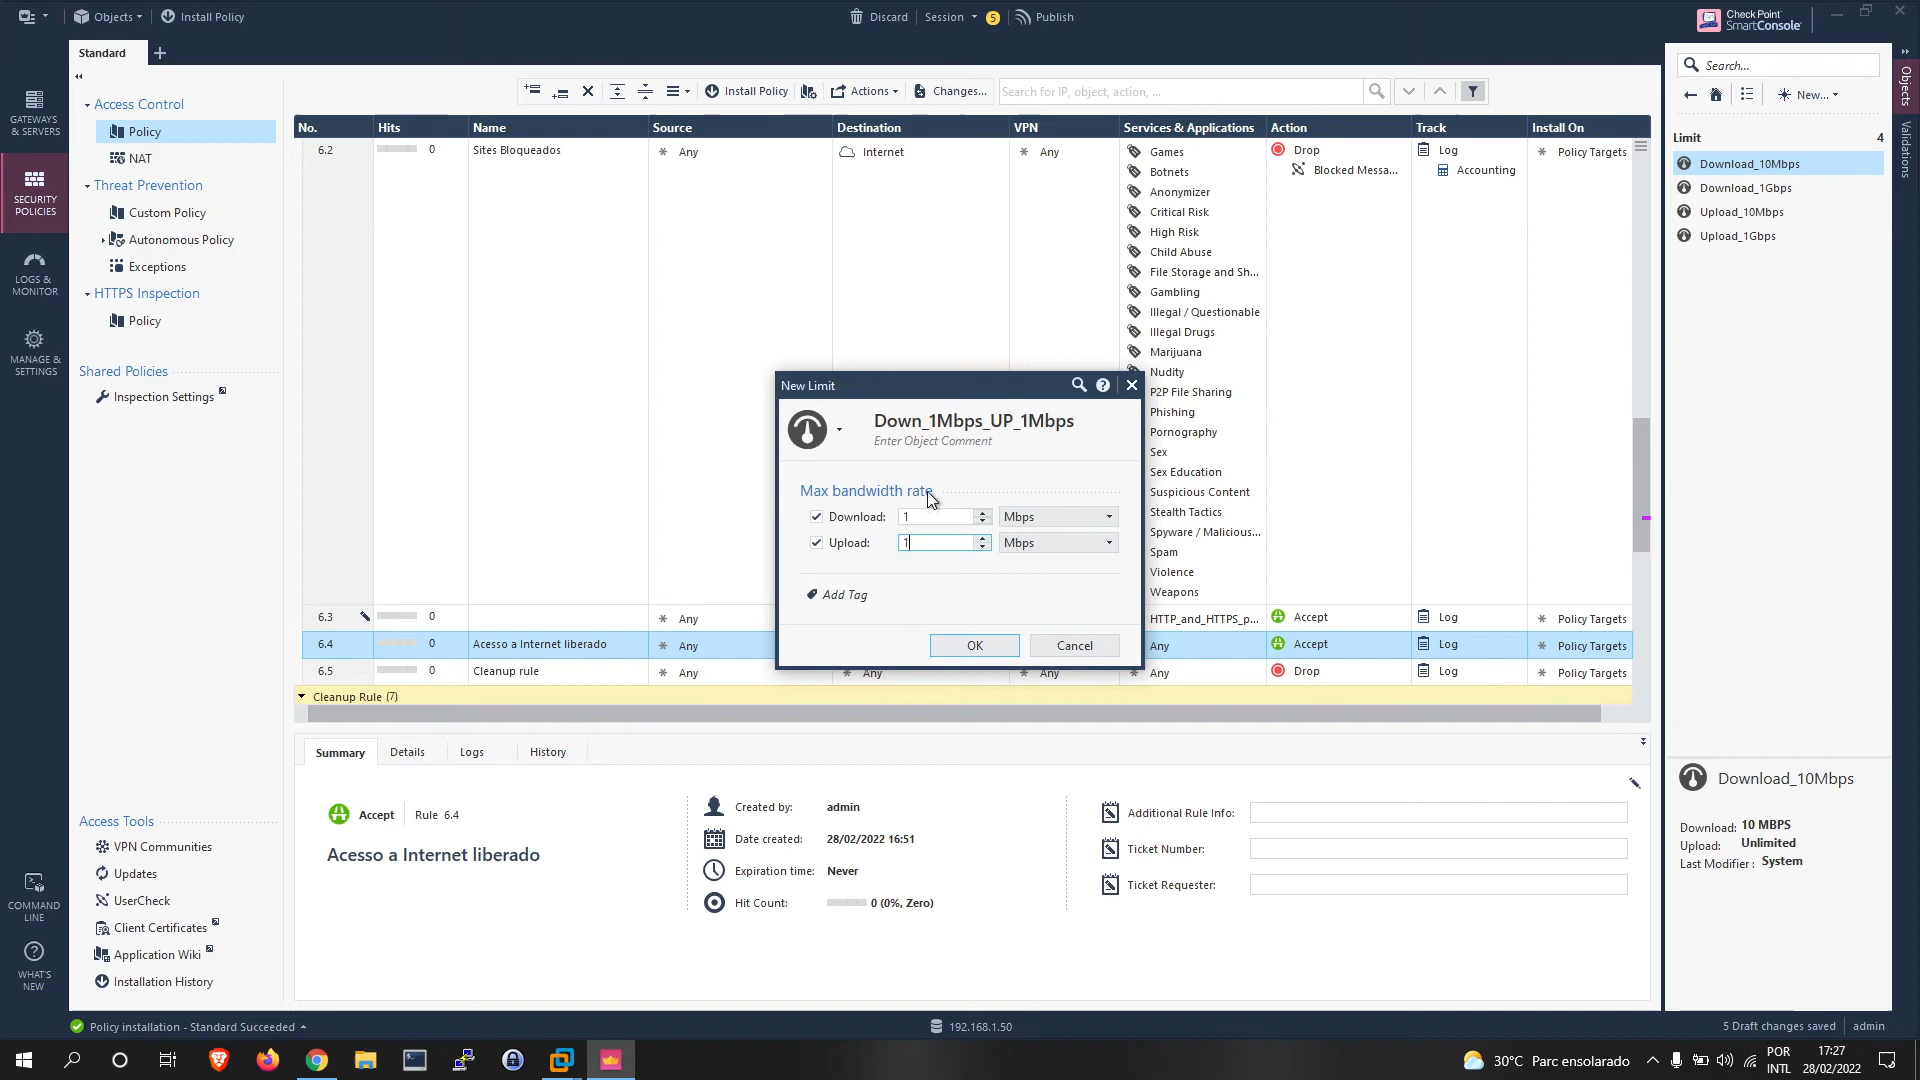 Objects
Install Policy
Discard
Session
5
Publish
Check Point
SmartConsole
Standard
GATEWAYS
& SERVERS
SECURITY
POLICIES
LOGS &
MONITOR
MANAGE &
SETTINGS
COMMAND
LINE
WHAT'S
NEW
Access Control
Policy
NAT
Threat Prevention
Custom Policy
Autonomous Policy
Exceptions
HTTPS Inspection
Policy
Shared Policies
Inspection Settings
Access Tools
VPN Communities
Updates
UserCheck
Client Certificates
Application Wiki
Installation History
Install Policy
Actions
Changes...
Search for IP, object, action, ...
No. Hits Name Source Destination VPN Services & Applications Action Track Install On
6.2 0 Sites Bloqueados * Any Internet * Any Games Drop Log * Policy Targets
Botnets Blocked Messa... Accounting
Anonymizer
Critical Risk
High Risk
Child Abuse
File Storage and Sh...
Gambling
Illegal / Questionable
Illegal Drugs
Marijuana
Nudity
P2P File Sharing
Phishing
Pornography
Sex
Sex Education
Suspicious Content
Stealth Tactics
Spyware / Malicious...
Spam
Violence
Weapons
6.3 0 * Any HTTP_and_HTTPS_p... Accept Log * Policy Targets
6.4 0 Acesso a Internet liberado * Any Any Accept Log * Policy Targets
6.5 0 Cleanup rule * Any * Any * Any * Any Drop Log * Policy Targets
Cleanup Rule (7)
New Limit
Down_1Mbps_UP_1Mbps
Enter Object Comment
Max bandwidth rate
Download: 1 Mbps
Upload: 1 Mbps
Add Tag
OK
Cancel
Summary
Details
Logs
History
Accept
Rule 6.4
Acesso a Internet liberado
Created by: admin
Date created: 28/02/2022 16:51
Expiration time: Never
Hit Count: 0 (0%, Zero)
Additional Rule Info:
Ticket Number:
Ticket Requester:
Search...
New...
Limit 4
Download_10Mbps
Download_1Gbps
Upload_10Mbps
Upload_1Gbps
Download_10Mbps
Download: 10 MBPS
Upload: Unlimited
Last Modifier : System
Objects
Validations
Policy installation - Standard Succeeded
192.168.1.50
5 Draft changes saved
admin
30°C Parc ensolarado
POR
INTL
17:27
28/02/2022